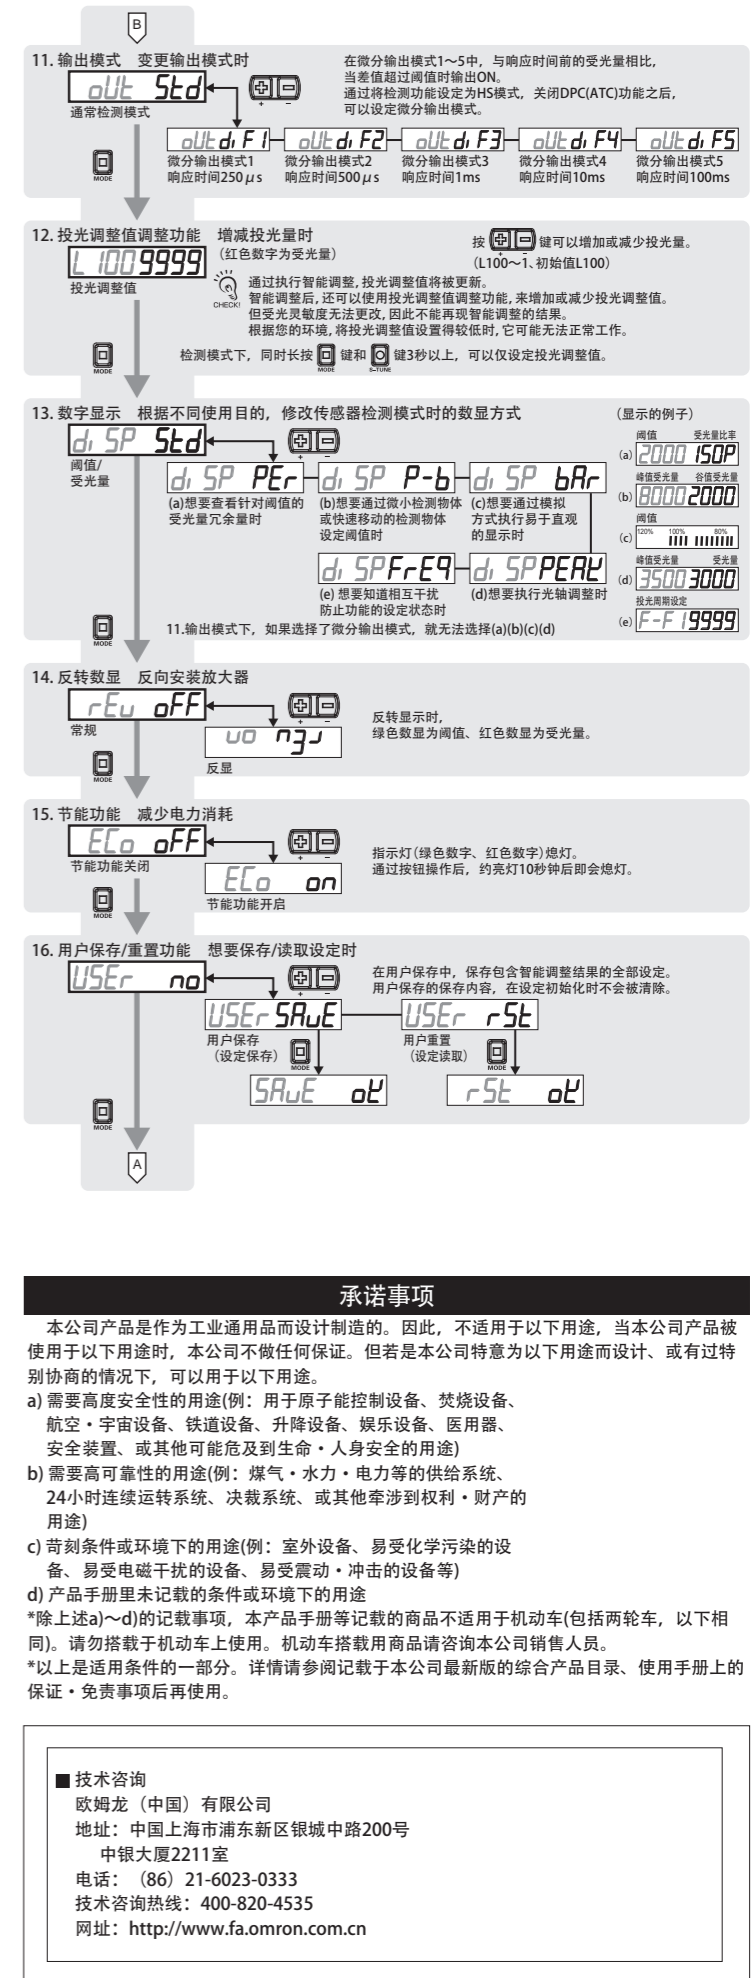 B
11. 输出模式 变更输出模式时
oUt Std
通常检测模式
在微分输出模式1～5中，与响应时间前的受光量相比，
当差值超过阈值时输出ON。
通过将检测功能设定为HS模式，关闭DPC(ATC)功能之后，
可以设定微分输出模式。
+ −
oUt di F1 oUt di F2 oUt di F3 oUt di F4 oUt di F5
微分输出模式1 微分输出模式2 微分输出模式3 微分输出模式4 微分输出模式5
响应时间250μs 响应时间500μs 响应时间1ms 响应时间10ms 响应时间100ms
MODE
12. 投光调整值调整功能 增减投光量时
L 100 9999
投光调整值
（红色数字为受光量）
按 + − 键可以增加或减少投光量。
（L100～1、初始值L100）
CHECK!
通过执行智能调整，投光调整值将被更新。
智能调整后，还可以使用投光调整值调整功能，来增加或减少投光调整值。
但受光灵敏度无法更改，因此不能再现智能调整的结果。
根据您的环境，将投光调整值设置得较低时，它可能无法正常工作。
MODE
检测模式下，同时长按 MODE 键和 S-TUNE 键3秒以上，可以仅设定投光调整值。
13. 数字显示 根据不同使用目的，修改传感器检测模式时的数显方式
di SP Std
阈值/
受光量
+ −
di SP PEr di SP P-b di SP bAr
(a)想要查看针对阈值的 (b)想要通过微小检测物体 (c)想要通过模拟
受光量冗余量时 或快速移动的检测物体 方式执行易于直观
设定阈值时 的显示时
di SP FrE9 di SP PEAK
(e) 想要知道相互干扰 (d)想要执行光轴调整时
防止功能的设定状态时
11.输出模式下，如果选择了微分输出模式，就无法选择(a)(b)(c)(d)
MODE
（显示的例子）
阈值 受光量比率
(a) 2000 150P
峰值受光量 谷值受光量
(b) 8000 2000
阈值
(c) 120% 100% 80%
峰值受光量 受光量
(d) 3500 3000
投光周期设定
(e) F-F1 9999
14. 反转数显 反向安装放大器
rEv oFF
常规
+ −
反显
反转显示时，
绿色数显为阈值、红色数显为受光量。
MODE
15. 节能功能 减少电力消耗
ECo oFF
节能功能关闭
+ −
ECo on
节能功能开启
指示灯(绿色数字、红色数字)熄灯。
通过按钮操作后，约亮灯10秒钟后即会熄灯。
MODE
16. 用户保存/重置功能 想要保存/读取设定时
USEr no
+ −
在用户保存中，保存包含智能调整结果的全部设定。
用户保存的保存内容，在设定初始化时不会被清除。
USEr SAvE USEr rSt
用户保存 用户重置
（设定保存） （设定读取）
MODE MODE
SAvE oK rSt oK
MODE
A
承诺事项
本公司产品是作为工业通用品而设计制造的。因此，不适用于以下用途，当本公司产品被
使用于以下用途时，本公司不做任何保证。但若是本公司特意为以下用途而设计、或有过特
别协商的情况下，可以用于以下用途。
a) 需要高度安全性的用途(例：用于原子能控制设备、焚烧设备、
航空・宇宙设备、铁道设备、升降设备、娱乐设备、医用器、
安全装置、或其他可能危及到生命・人身安全的用途)
b) 需要高可靠性的用途(例：煤气・水力・电力等的供给系统、
24小时连续运转系统、决裁系统、或其他牵涉到权利・财产的
用途)
c) 苛刻条件或环境下的用途(例：室外设备、易受化学污染的设
备、易受电磁干扰的设备、易受震动・冲击的设备等)
d) 产品手册里未记载的条件或环境下的用途
*除上述a)～d)的记载事项，本产品手册等记载的商品不适用于机动车(包括两轮车，以下相
同)。请勿搭载于机动车上使用。机动车搭载用商品请咨询本公司销售人员。
*以上是适用条件的一部分。详情请参阅记载于本公司最新版的综合产品目录、使用手册上的
保证・免责事项后再使用。
■ 技术咨询
欧姆龙（中国）有限公司
地址：中国上海市浦东新区银城中路200号
中银大厦2211室
电话：（86）21-6023-0333
技术咨询热线：400-820-4535
网址：http://www.fa.omron.com.cn